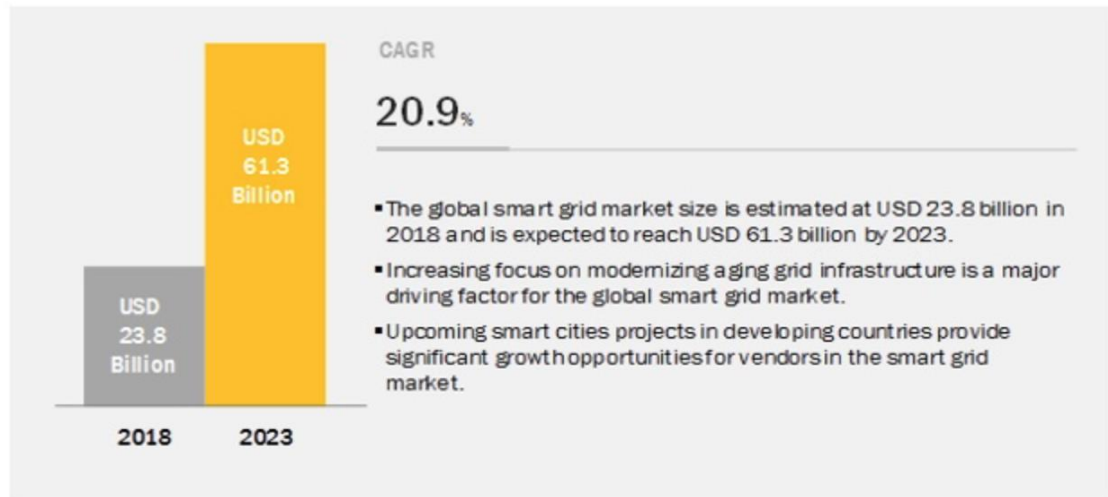 USD
61.3
Billion
USD
23.8
Billion
2018
2023
CAGR
20.9%
▪The global smart grid market size is estimated at USD 23.8 billion in
2018 and is expected to reach USD 61.3 billion by 2023.
▪Increasing focus on modernizing aging grid infrastructure is a major
driving factor for the global smart grid market.
▪Upcoming smart cities projects in developing countries provide
significant growth opportunities for vendors in the smart grid
market.